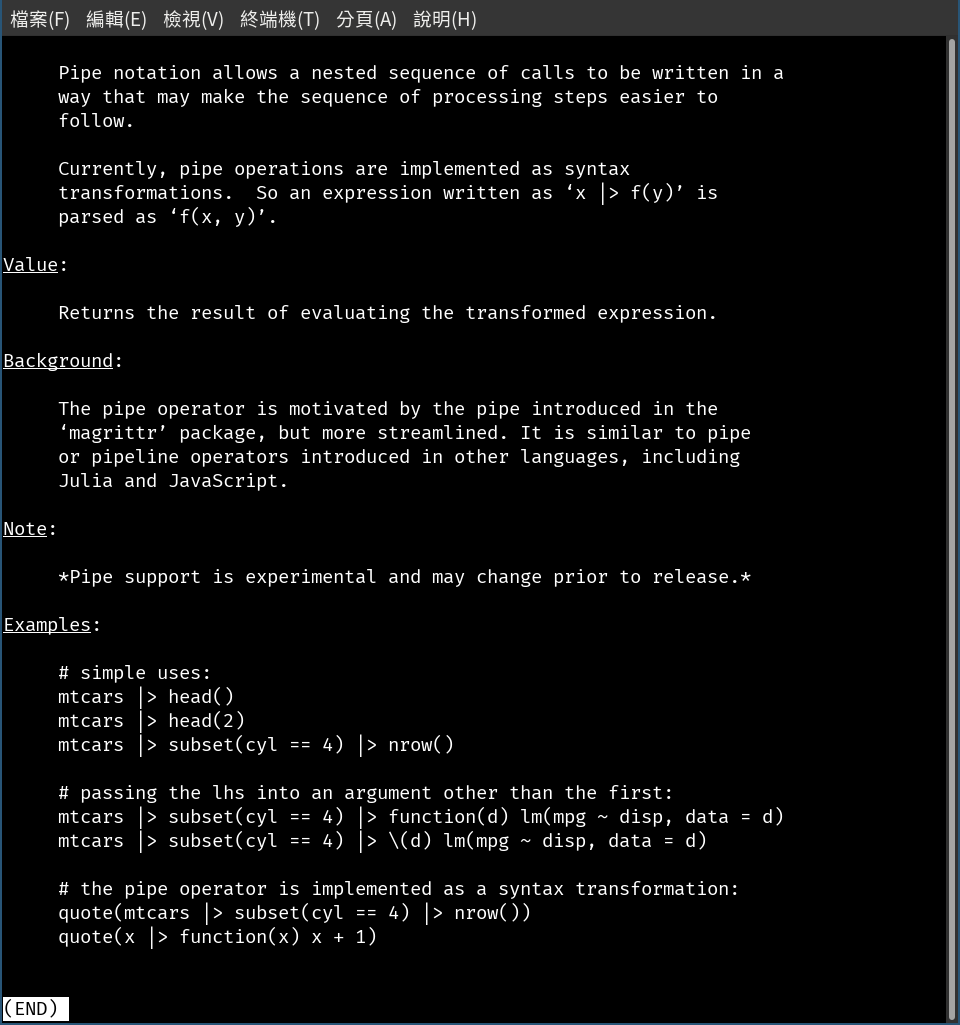 檔案(F) 編輯(E) 檢視(V) 終端機(T) 分頁(A) 說明(H)
Pipe notation allows a nested sequence of calls to be written in a
way that may make the sequence of processing steps easier to
follow.
Currently, pipe operations are implemented as syntax
transformations.  So an expression written as ‘x |> f(y)’ is
parsed as ‘f(x, y)’.
Value:
Returns the result of evaluating the transformed expression.
Background:
The pipe operator is motivated by the pipe introduced in the
‘magrittr’ package, but more streamlined. It is similar to pipe
or pipeline operators introduced in other languages, including
Julia and JavaScript.
Note:
*Pipe support is experimental and may change prior to release.*
Examples:
# simple uses:
mtcars |> head()
mtcars |> head(2)
mtcars |> subset(cyl == 4) |> nrow()
# passing the lhs into an argument other than the first:
mtcars |> subset(cyl == 4) |> function(d) lm(mpg ~ disp, data = d)
mtcars |> subset(cyl == 4) |> \(d) lm(mpg ~ disp, data = d)
# the pipe operator is implemented as a syntax transformation:
quote(mtcars |> subset(cyl == 4) |> nrow())
quote(x |> function(x) x + 1)
(END)